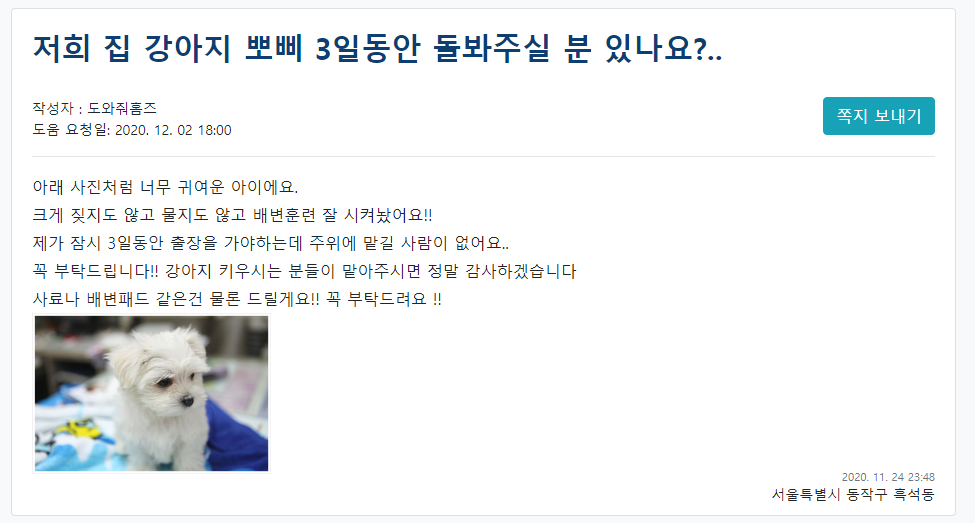 저희 집 강아지 뽀삐 3일동안 돌봐주실 분 있나요?..
작성자 : 도와줘홈즈
도움 요청일: 2020. 12. 02 18:00
쪽지 보내기
아래 사진처럼 너무 귀여운 아이에요.
크게 짖지도 않고 물지도 않고 배변훈련 잘 시켜놨어요!!
제가 잠시 3일동안 출장을 가야하는데 주위에 맡길 사람이 없어요..
꼭 부탁드립니다!! 강아지 키우시는 분들이 맡아주시면 정말 감사하겠습니다
사료나 배변패드 같은건 물론 드릴게요!! 꼭 부탁드려요 !!
2020. 11. 24 23:48
서울특별시 동작구 흑석동